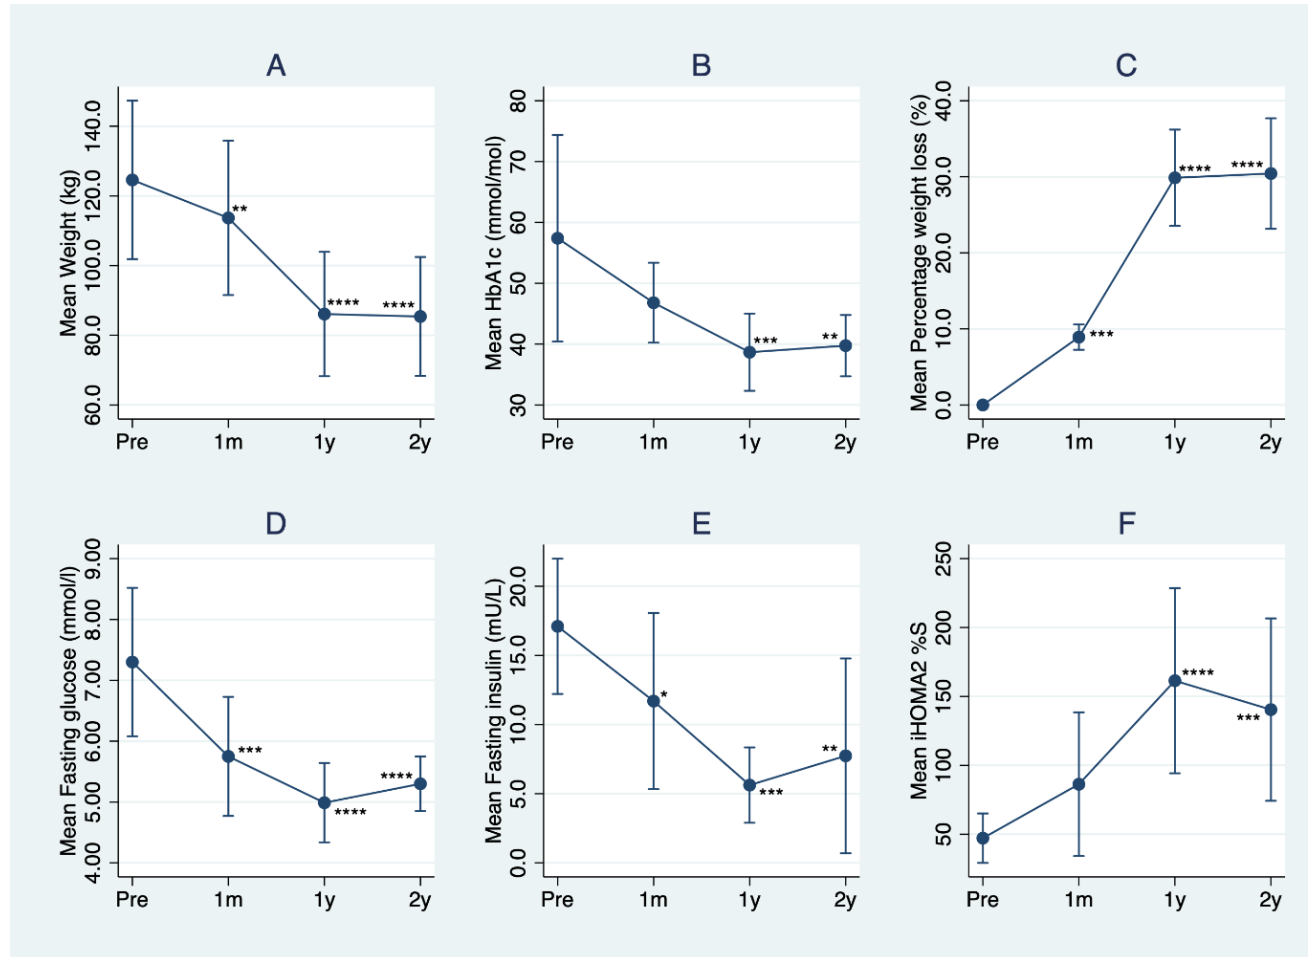 A
Mean Weight (kg)
140.0
120.0
100.0
80.0
60.0
**
****
****
Pre 1m 1y 2y
B
Mean HbA1c (mmol/mol)
80
70
60
50
40
30
***
**
Pre 1m 1y 2y
C
Mean Percentage weight loss (%)
40.0
30.0
20.0
10.0
0.0
***
****
****
Pre 1m 1y 2y
D
Mean Fasting glucose (mmol/l)
9.00
8.00
7.00
6.00
5.00
4.00
***
****
****
Pre 1m 1y 2y
E
Mean Fasting insulin (mU/L)
20.0
15.0
10.0
5.0
0.0
*
***
**
Pre 1m 1y 2y
F
Mean iHOMA2 %S
250
200
150
100
50
****
***
Pre 1m 1y 2y